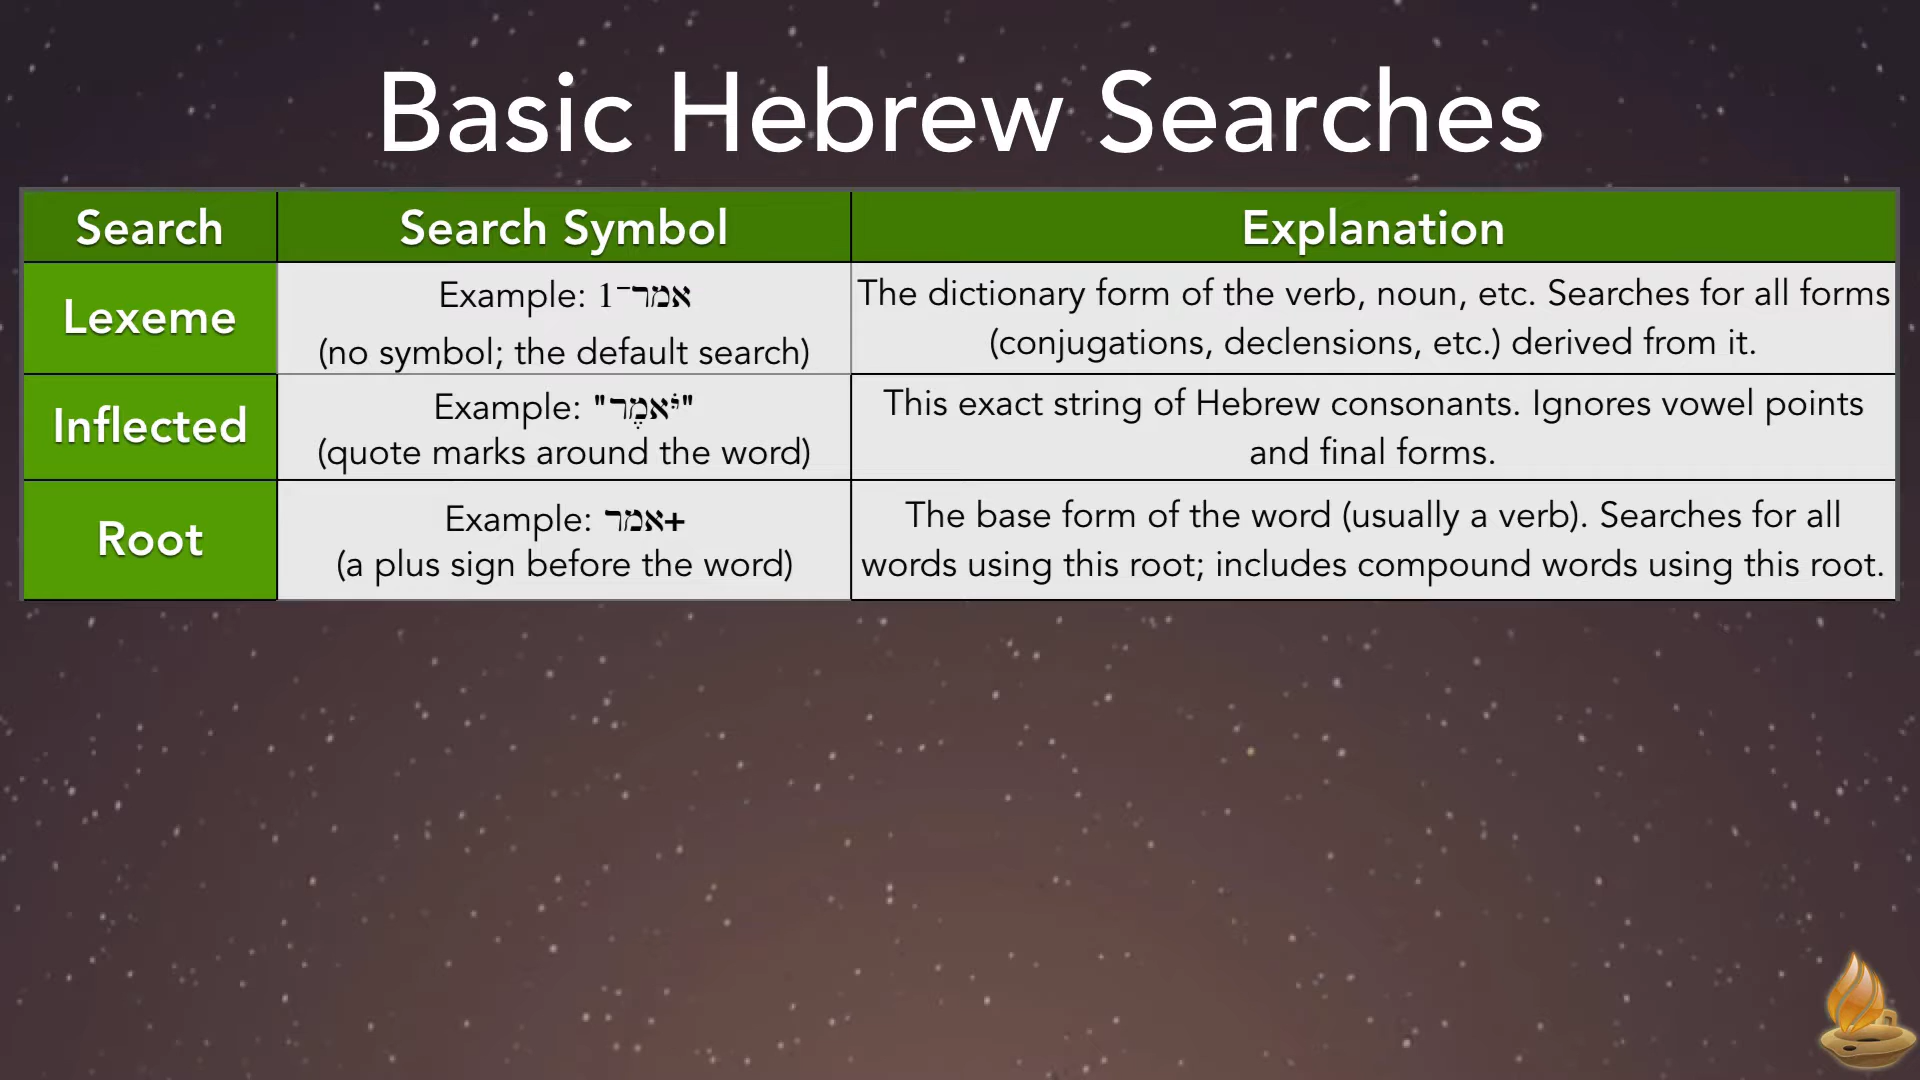 Basic Hebrew Searches
Search
Search Symbol
Explanation
Lexeme
Example: אמר־1
(no symbol; the default search)
The dictionary form of the verb, noun, etc. Searches for all forms
(conjugations, declensions, etc.) derived from it.
Inflected
Example: "יֹּאמֶר"
(quote marks around the word)
This exact string of Hebrew consonants. Ignores vowel points
and final forms.
Root
Example: +אמר
(a plus sign before the word)
The base form of the word (usually a verb). Searches for all
words using this root; includes compound words using this root.